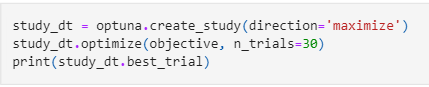 study_dt = optuna.create_study(direction='maximize')
study_dt.optimize(objective, n_trials=30)
print(study_dt.best_trial)